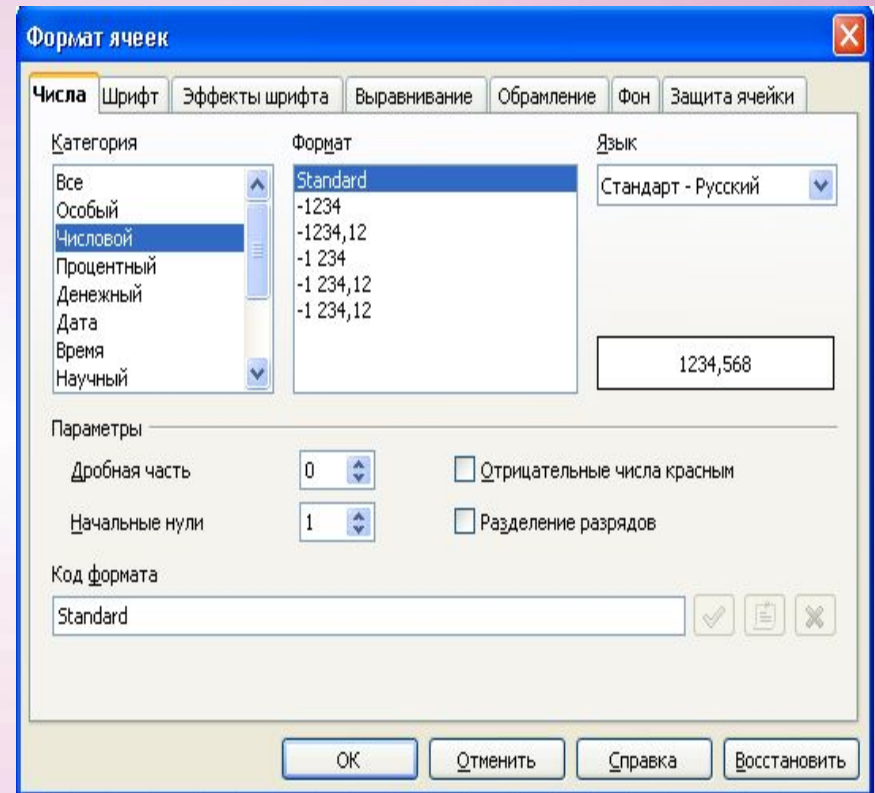 Формат ячеек
Числа Шрифт Эффекты шрифта Выравнивание Обрамление Фон Защита ячейки
Категория Формат Язык
Все
Особый
Числовой
Процентный
Денежный
Дата
Время
Научный
Standard
-1234
-1234,12
-1 234
-1 234,12
-1 234,12
Стандарт - Русский
1234,568
Параметры
Дробная часть 0 Отрицательные числа красным
Начальные нули 1 Разделение разрядов
Код формата
Standard
ОК Отменить Справка Восстановить